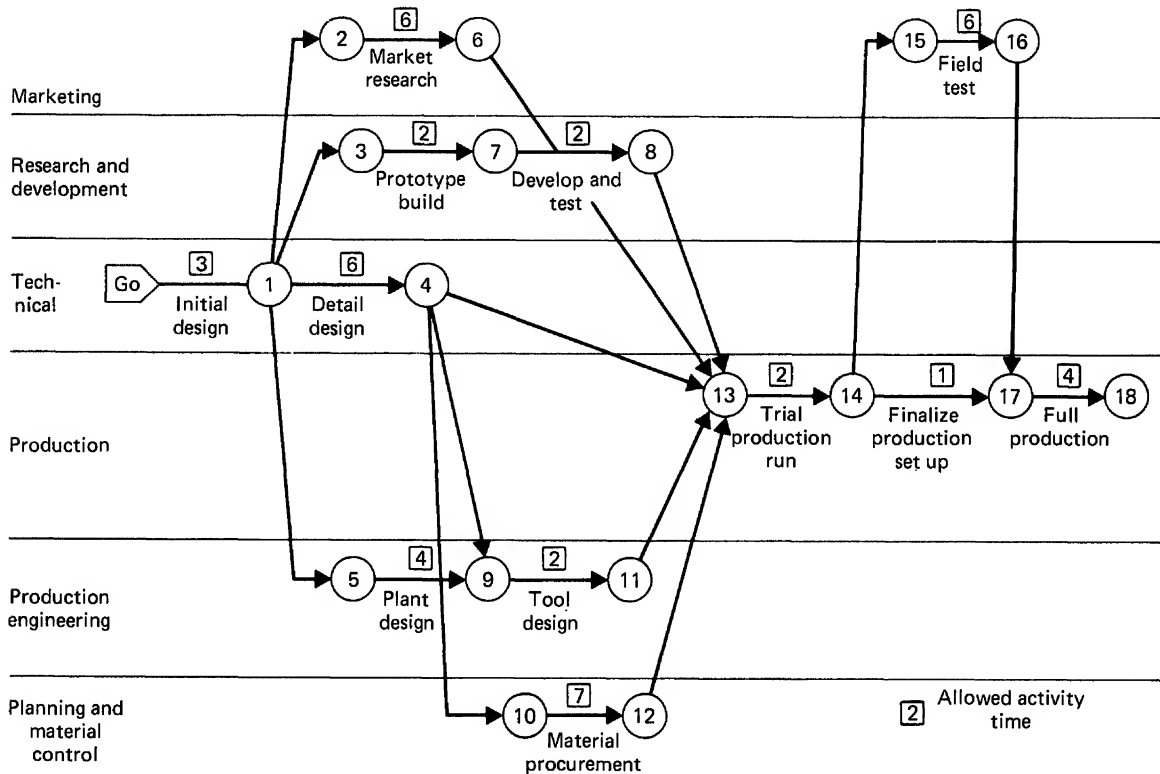 6
2
6
Market
research
6
15
16
Field
test
Marketing
2
2
3
7
8
Research and
development
Prototype
build
Develop and
test
3
6
Tech-
nical
Go
1
4
Initial
design
Detail
design
2
1
4
13
14
17
18
Trial
production
run
Finalize
production
set up
Full
production
Production
4
2
5
9
11
Production
engineering
Plant
design
Tool
design
7
10
12
Material
procurement
Planning and
material
control
2
Allowed activity
time